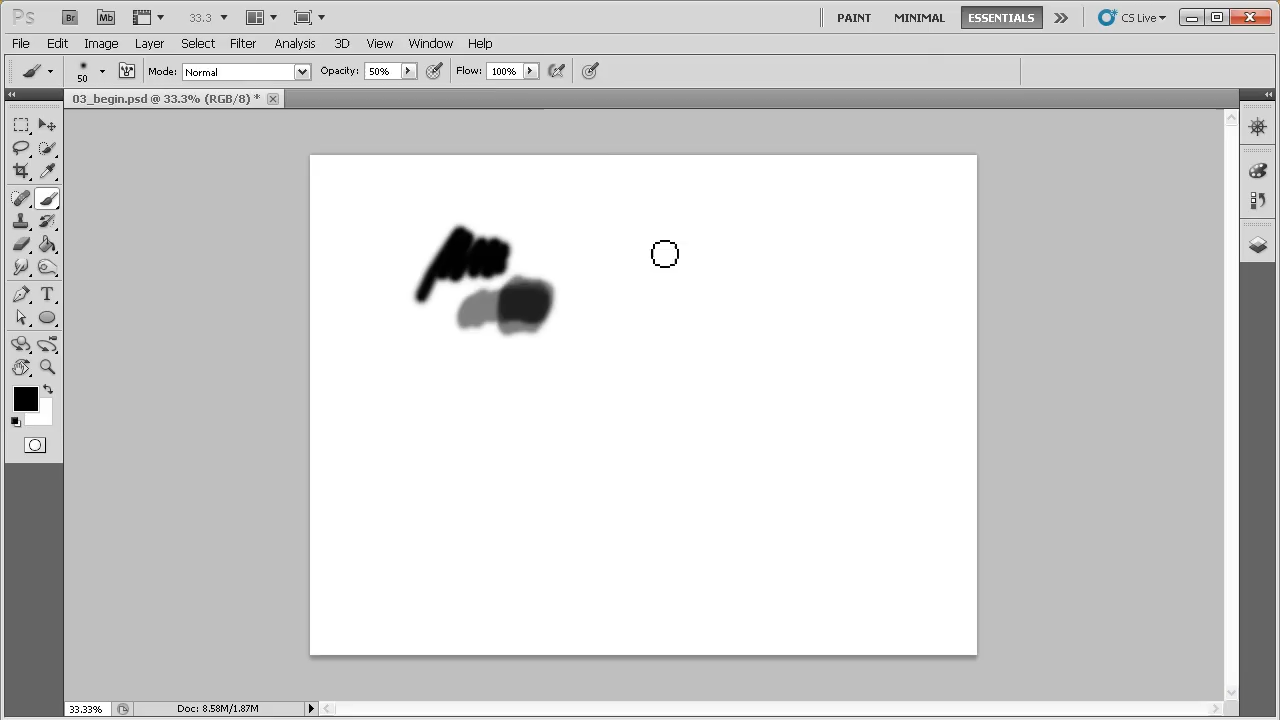 Ps Br Mb 33.3 PAINT MINIMAL ESSENTIALS CS Live
File Edit Image Layer Select Filter Analysis 3D View Window Help
50 Mode: Normal Opacity: 50% Flow: 100%
03_begin.psd @ 33.3% (RGB/8) *
T
33.33% Doc: 8.58M/1.87M